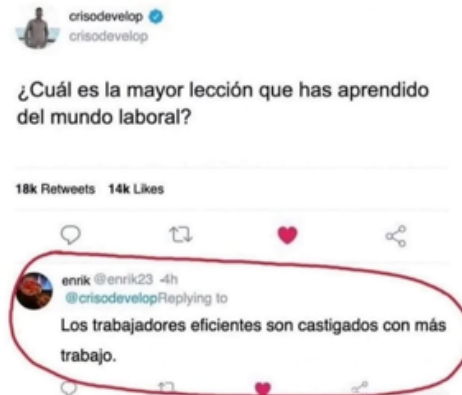 crisodevelop
crisodevelop
¿Cuál es la mayor lección que has aprendido
del mundo laboral?
18k Retweets 14k Likes
enrik @enrik23 -4h
@crisodevelopReplying to
Los trabajadores eficientes son castigados con más
trabajo.